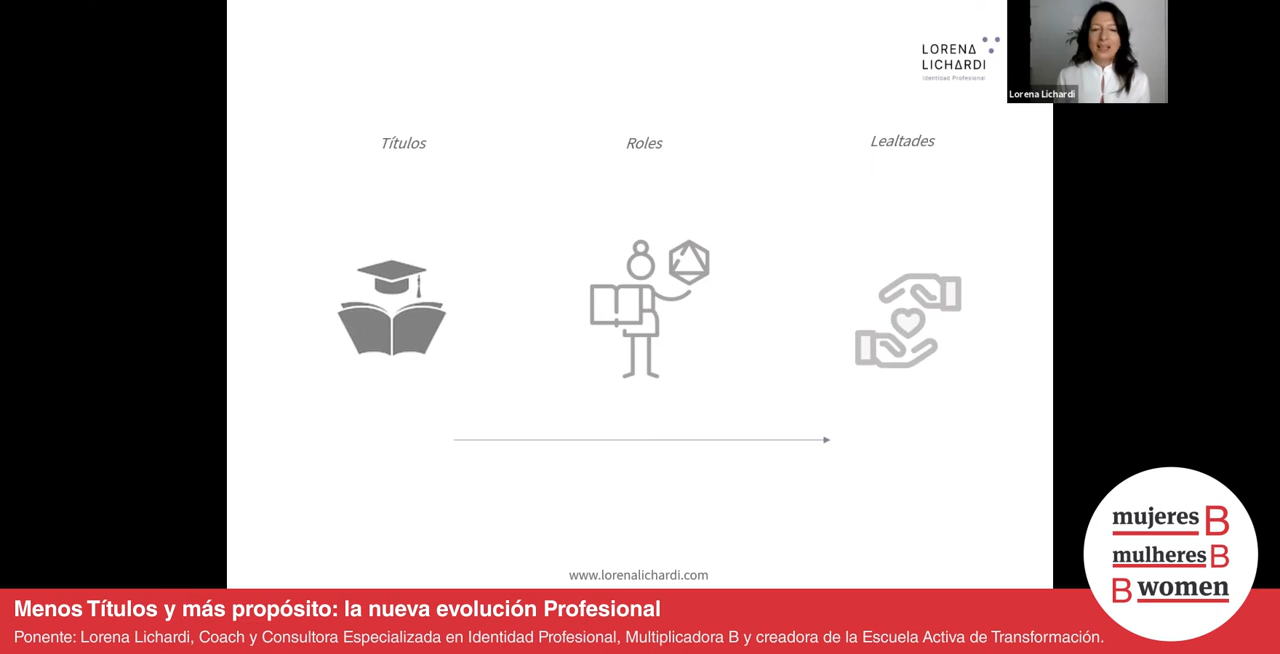 LORENA
LICHARDI
Identidad Profesional
Lorena Lichardi
Títulos
Roles
Lealtades
www.lorenalichardi.com
mujeres B
mulheres B
B women
Menos Títulos y más propósito: la nueva evolución Profesional
Ponente: Lorena Lichardi, Coach y Consultora Especializada en Identidad Profesional, Multiplicadora B y creadora de la Escuela Activa de Transformación.